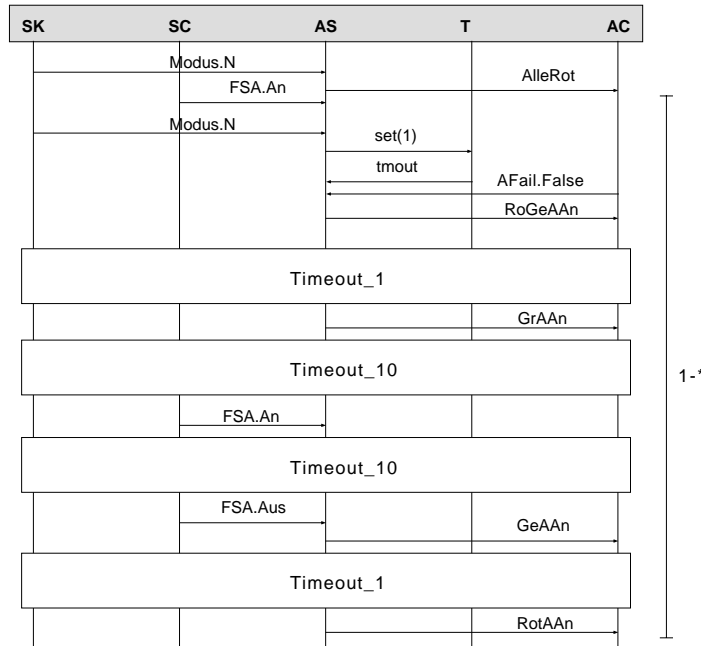 SK SC AS T AC
Modus.N
AlleRot
FSA.An
Modus.N
set(1)
tmout
AFail.False
RoGeAAn
Timeout_1
GrAAn
Timeout_10
1-*
FSA.An
Timeout_10
FSA.Aus
GeAAn
Timeout_1
RotAAn